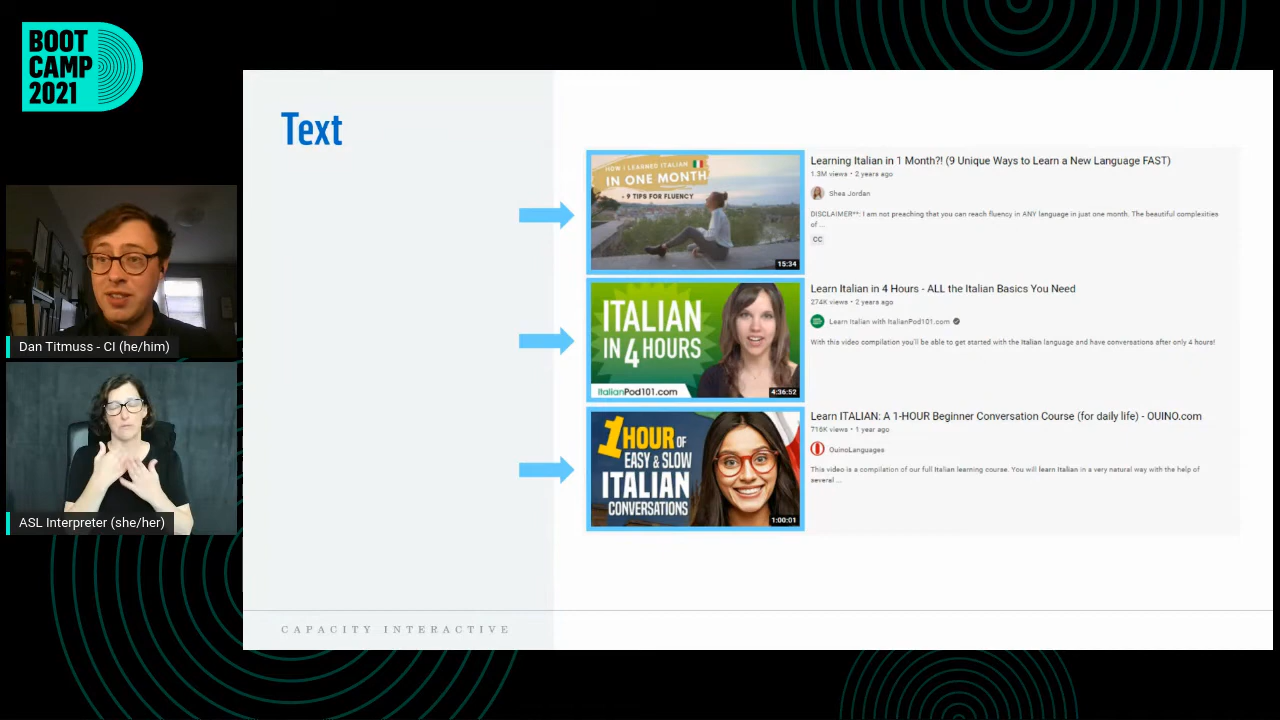 BOOT
CAMP
2021
Dan Titmuss - CI (he/him)
ASL Interpreter (she/her)
Text
HOW I LEARNED ITALIAN
IN ONE MONTH
+ 9 TIPS FOR FLUENCY
15:34
Learning Italian in 1 Month?! (9 Unique Ways to Learn a New Language FAST)
1.3M views • 2 years ago
Shea Jordan
DISCLAIMER**: I am not preaching that you can reach fluency in ANY language in just one month. The beautiful complexities
of ...
CC
ITALIAN
IN 4 HOURS
ItalianPod101.com
4:36:52
Learn Italian in 4 Hours - ALL the Italian Basics You Need
274K views • 2 years ago
Learn Italian with ItalianPod101.com
With this video compilation you'll be able to get started with the Italian language and have conversations after only 4 hours!
1 HOUR OF
EASY & SLOW
ITALIAN
CONVERSATIONS
1:00:01
Learn ITALIAN: A 1-HOUR Beginner Conversation Course (for daily life) - OUINO.com
716K views • 1 year ago
OuinoLanguages
This video is a compilation of our full Italian learning course. You will learn Italian in a very natural way with the help of
several ...
CAPACITY INTERACTIVE